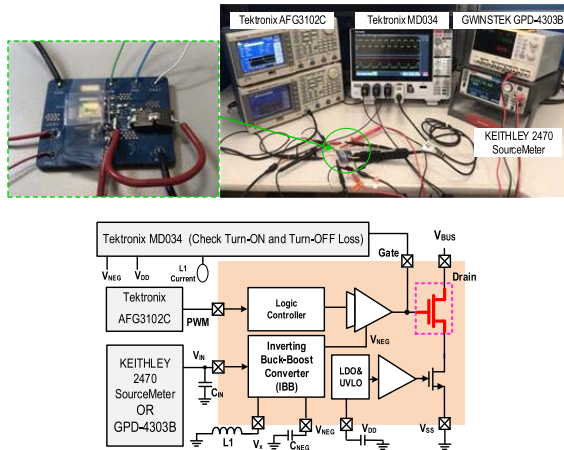 Tektronix AFG3102C
Tektronix MD034
GWINSTEK GPD-4303B
KEITHLEY 2470
SourceMeter
Tektronix MD034 (Check Turn-ON and Turn-OFF Loss)
VNEG
VDD
L1
Current
Gate
VBUS
Drain
Tektronix
AFG3102C
PWM
Logic
Controller
VNEG
KEITHLEY
2470
SourceMeter
OR
GPD-4303B
VIN
CIN
Inverting
Buck-Boost
Converter
(IBB)
LDO&
UVLO
L1
Vx
CNEG
VNEG
VDD
VSS